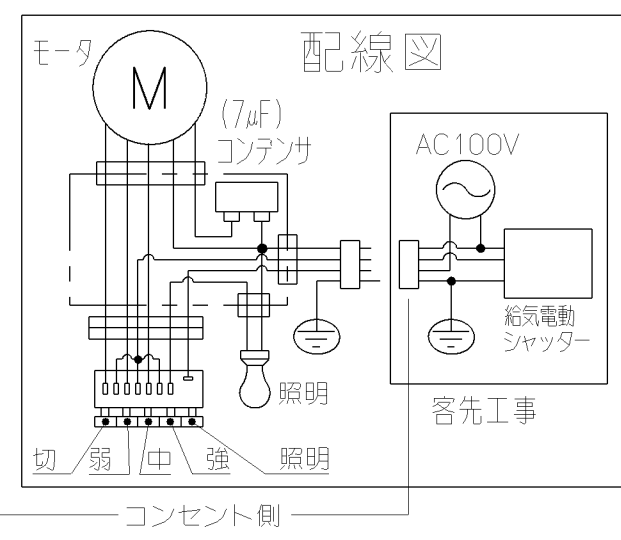 配線図
モータ
M
(7μF)
コンデンサ
AC100V
給気電動
シャッター
照明
客先工事
切 弱 中 強 照明
コンセント側